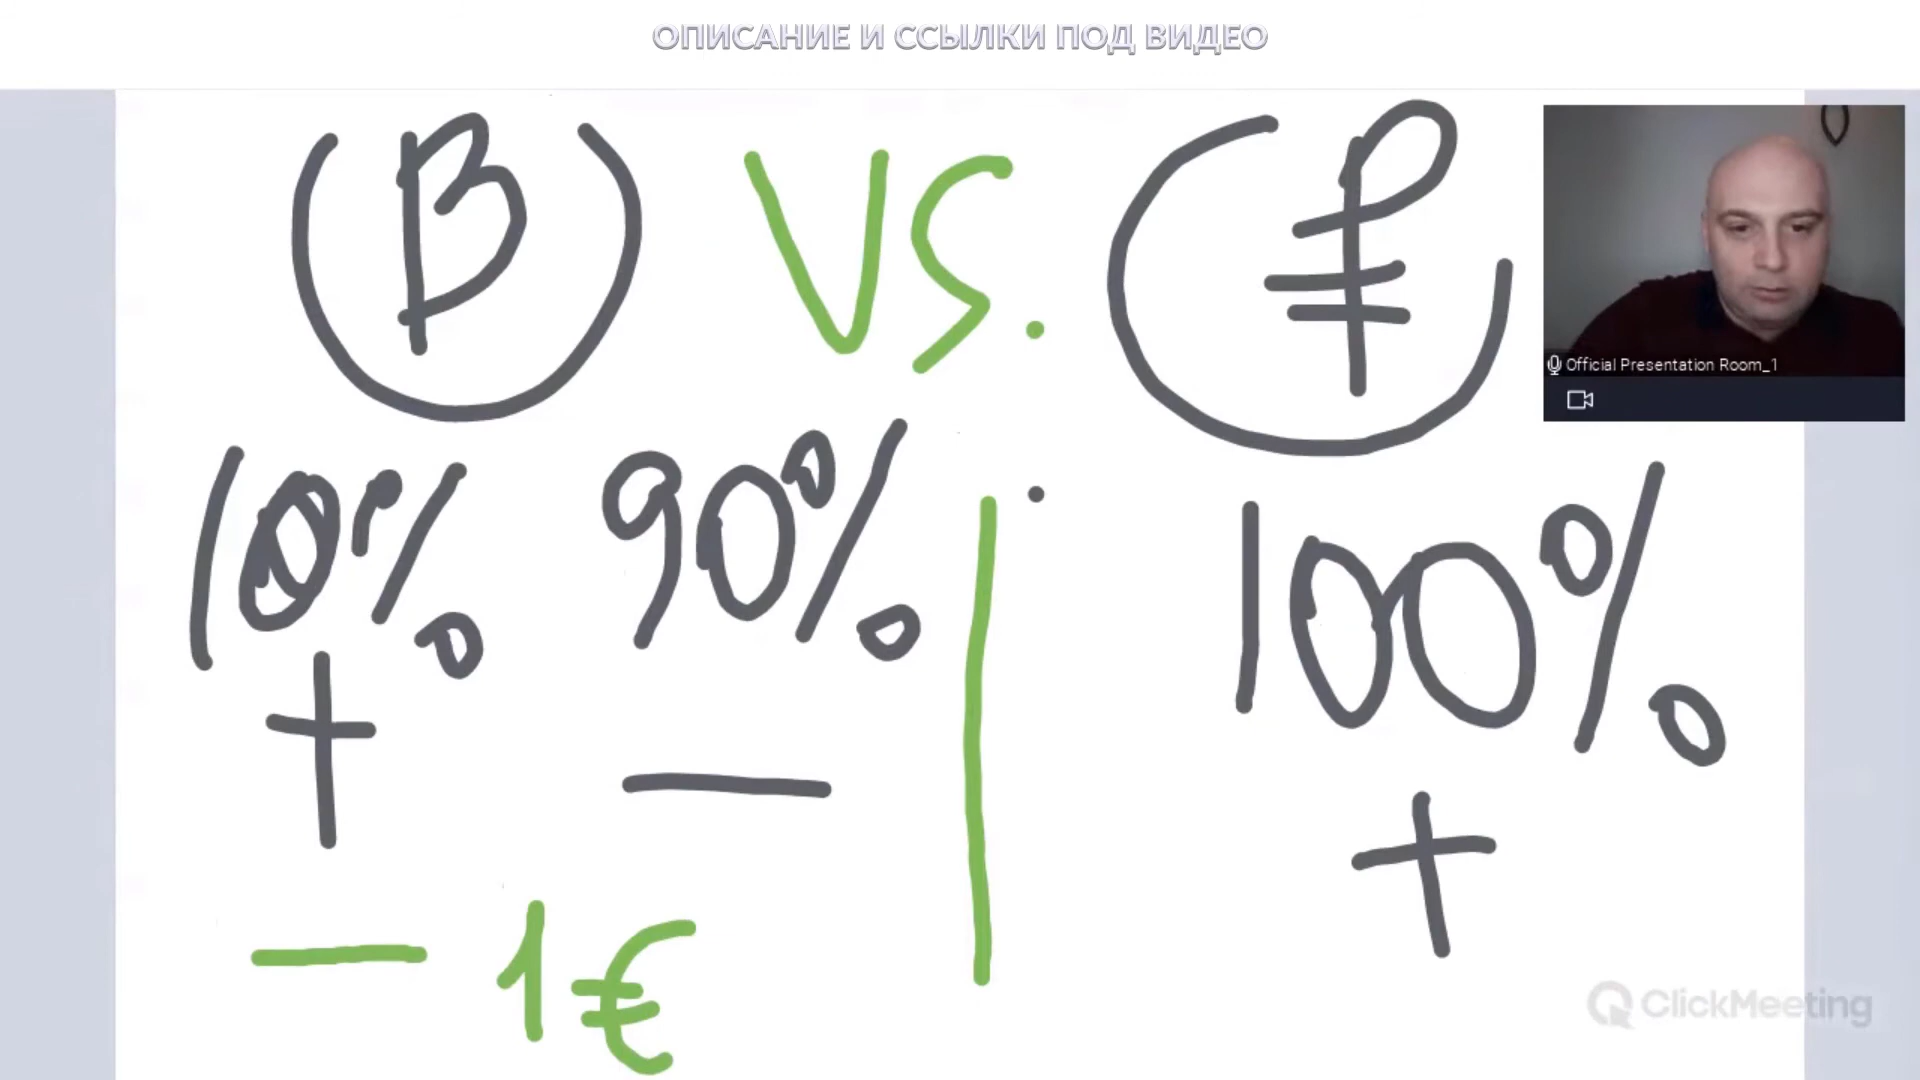 ОПИСАНИЕ И ССЫЛКИ ПОД ВИДЕО
B VS.
Official Presentation Room_1
10% 90% 100%
+ — +
— 1 €
ClickMeeting